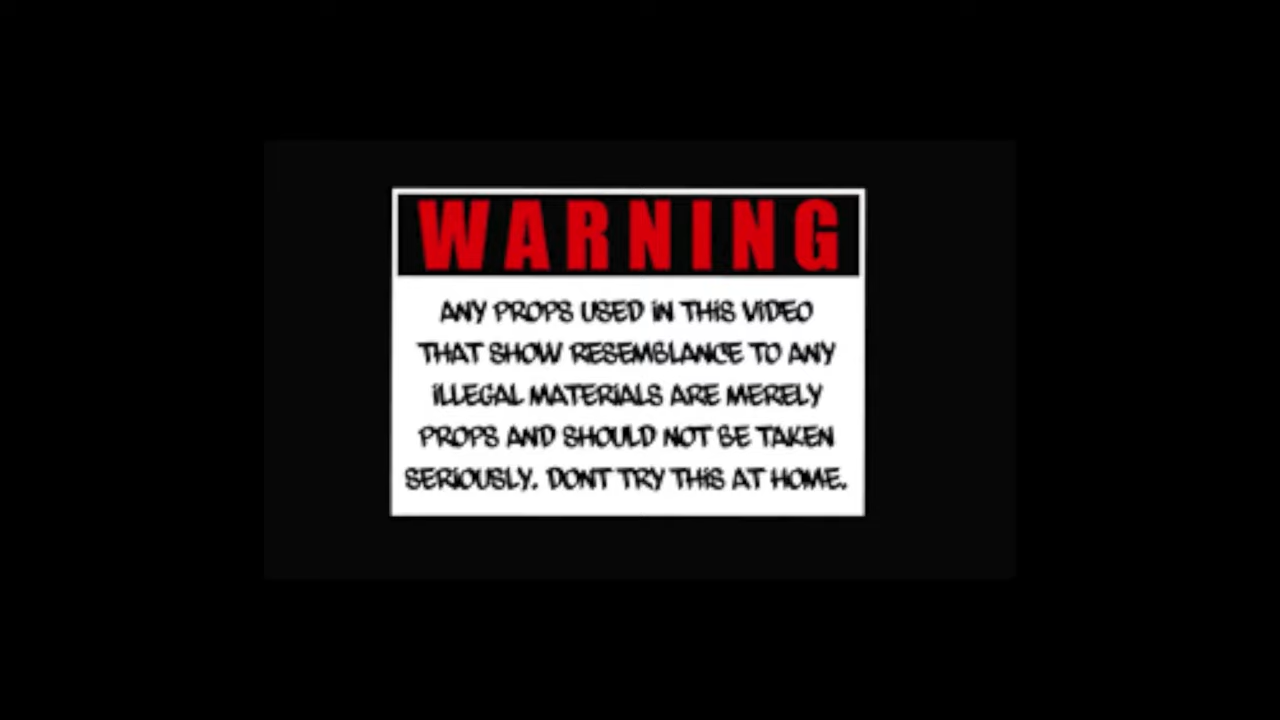 WARNING
ANY PROPS USED IN THIS VIDEO
THAT SHOW RESEMBLANCE TO ANY
ILLEGAL MATERIALS ARE MERELY
PROPS AND SHOULD NOT BE TAKEN
SERIOUSLY. DONT TRY THIS AT HOME.